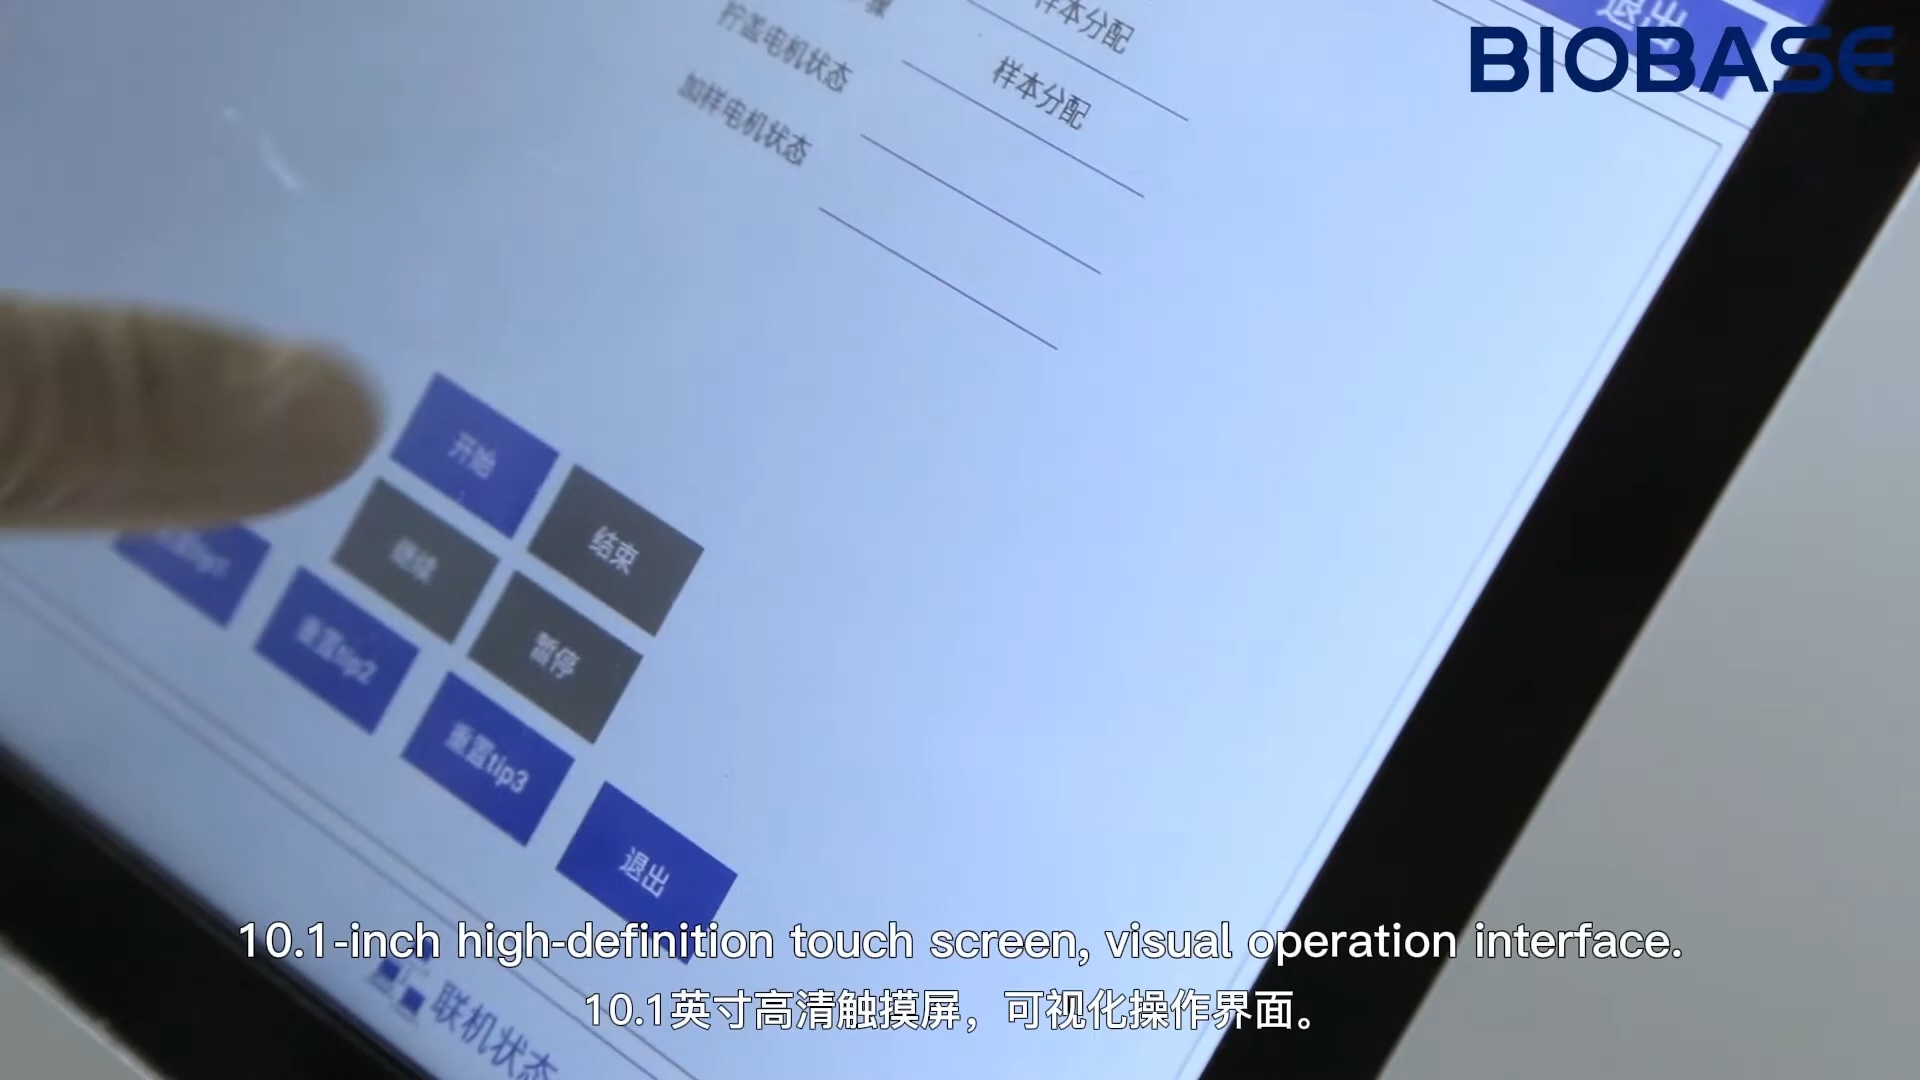 退出
BIOBASE
样本分配
拧盖电机状态
样本分配
加样电机状态
开始
结束
继续
暂停
重置tip2
重置tip3
退出
10.1-inch high-definition touch screen, visual operation interface.
10.1英寸高清触摸屏，可视化操作界面。
联机状态